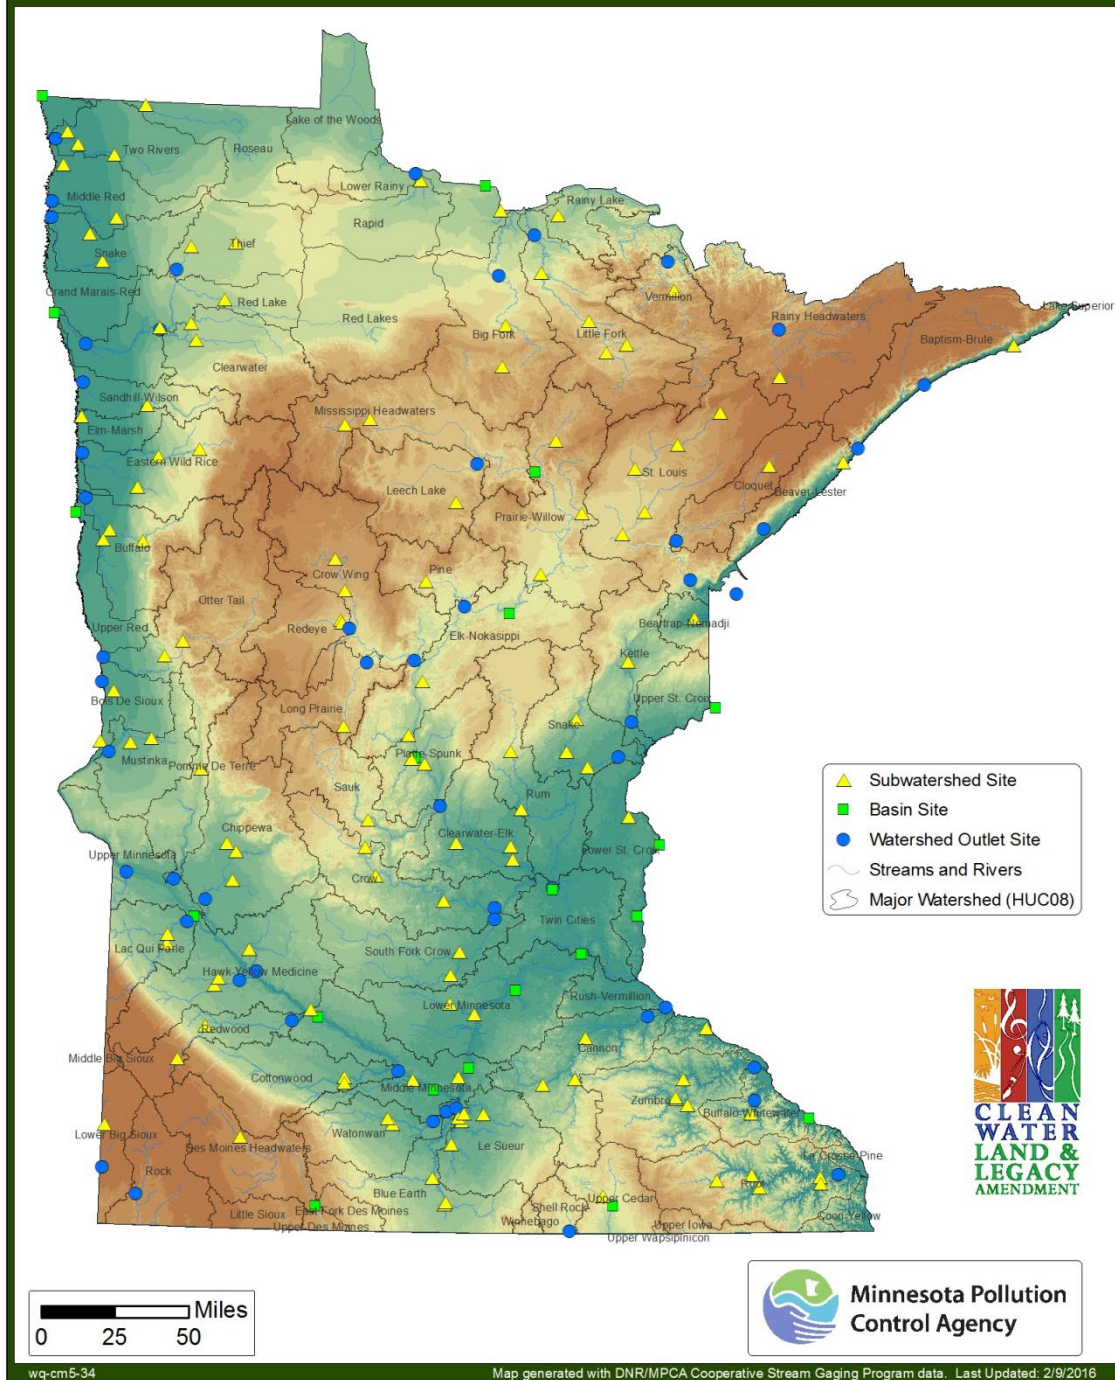 Lake of the Woods
Two Rivers
Roseau
Lower Rainy
Middle Red
Rainy Lake
Rapid
Thief
Snake
Grand Marais-Red
Vermilion
Red Lake
Lake Superior
Red Lakes
Rainy Headwaters
Big Fork
Little Fork
Baptism-Brule
Clearwater
Sandhill-Wilson
Mississippi Headwaters
Elm-Marsh
Eastern Wild Rice
St. Louis
Leech Lake
Cloquet
Beaver-Lester
Prairie-Willow
Buffalo
Crow Wing
Pine
Otter Tail
Upper Red
Redeye
Elk-Nokasippi
Beartrap-Nemadji
Kettle
Bois De Sioux
Upper St. Croix
Long Prairie
Snake
Mustinka
Platte-Spunk
Pomme De Terre
Sauk
Rum
Chippewa
Clearwater-Elk
Upper Minnesota
Lower St. Croix
Crow
Twin Cities
Lac Qui Parle
South Fork Crow
Hawk-Yellow Medicine
Rush-Vermillion
Lower Minnesota
Redwood
Cannon
Middle Big Sioux
Cottonwood
Middle Minnesota
Zumbro
Buffalo-Whitewater
Lower Big Sioux
Watonwan
Des Moines Headwaters
Le Sueur
La Crosse-Pine
Rock
Root
Blue Earth
Upper Cedar
Little Sioux
East Fork Des Moines
Shell Rock
Coon-Yellow
Upper Des Moines
Winnebago
Upper Iowa
Upper Wapsipinicon
Subwatershed Site
Basin Site
Watershed Outlet Site
Streams and Rivers
Major Watershed (HUC08)
CLEAN
WATER
LAND &
LEGACY
AMENDMENT
Miles
0 25 50
Minnesota Pollution
Control Agency
wq-cm5-34
Map generated with DNR/MPCA Cooperative Stream Gaging Program data. Last Updated: 2/9/2016